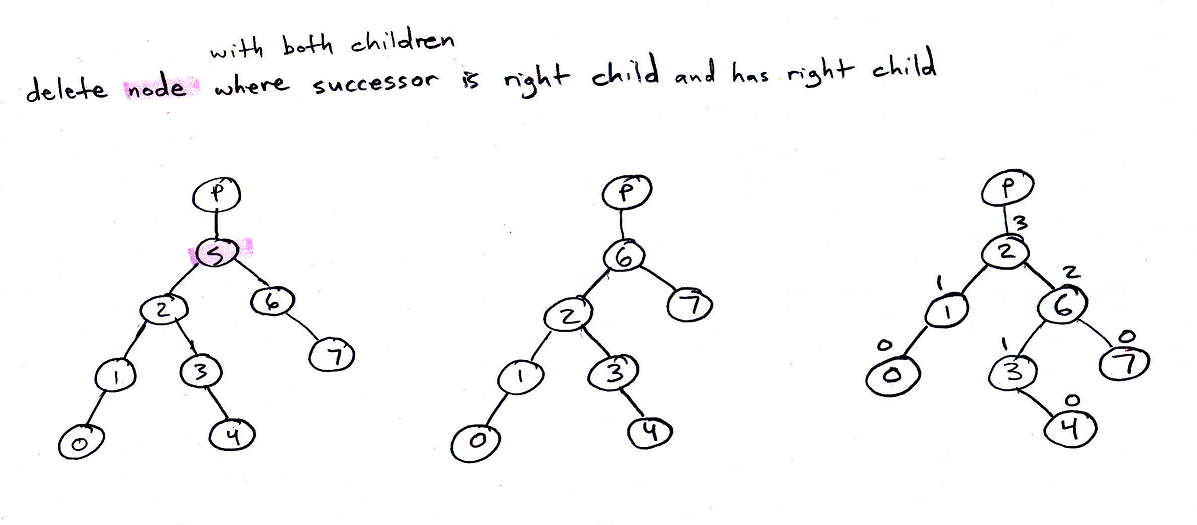 with both children
delete node where successor is right child and has right child
P P P
3
5 6 2
1 2
2 6 2 7 1 6
0 1 0
1 3 7 1 3 0 3 7
0
0 4 0 4 4